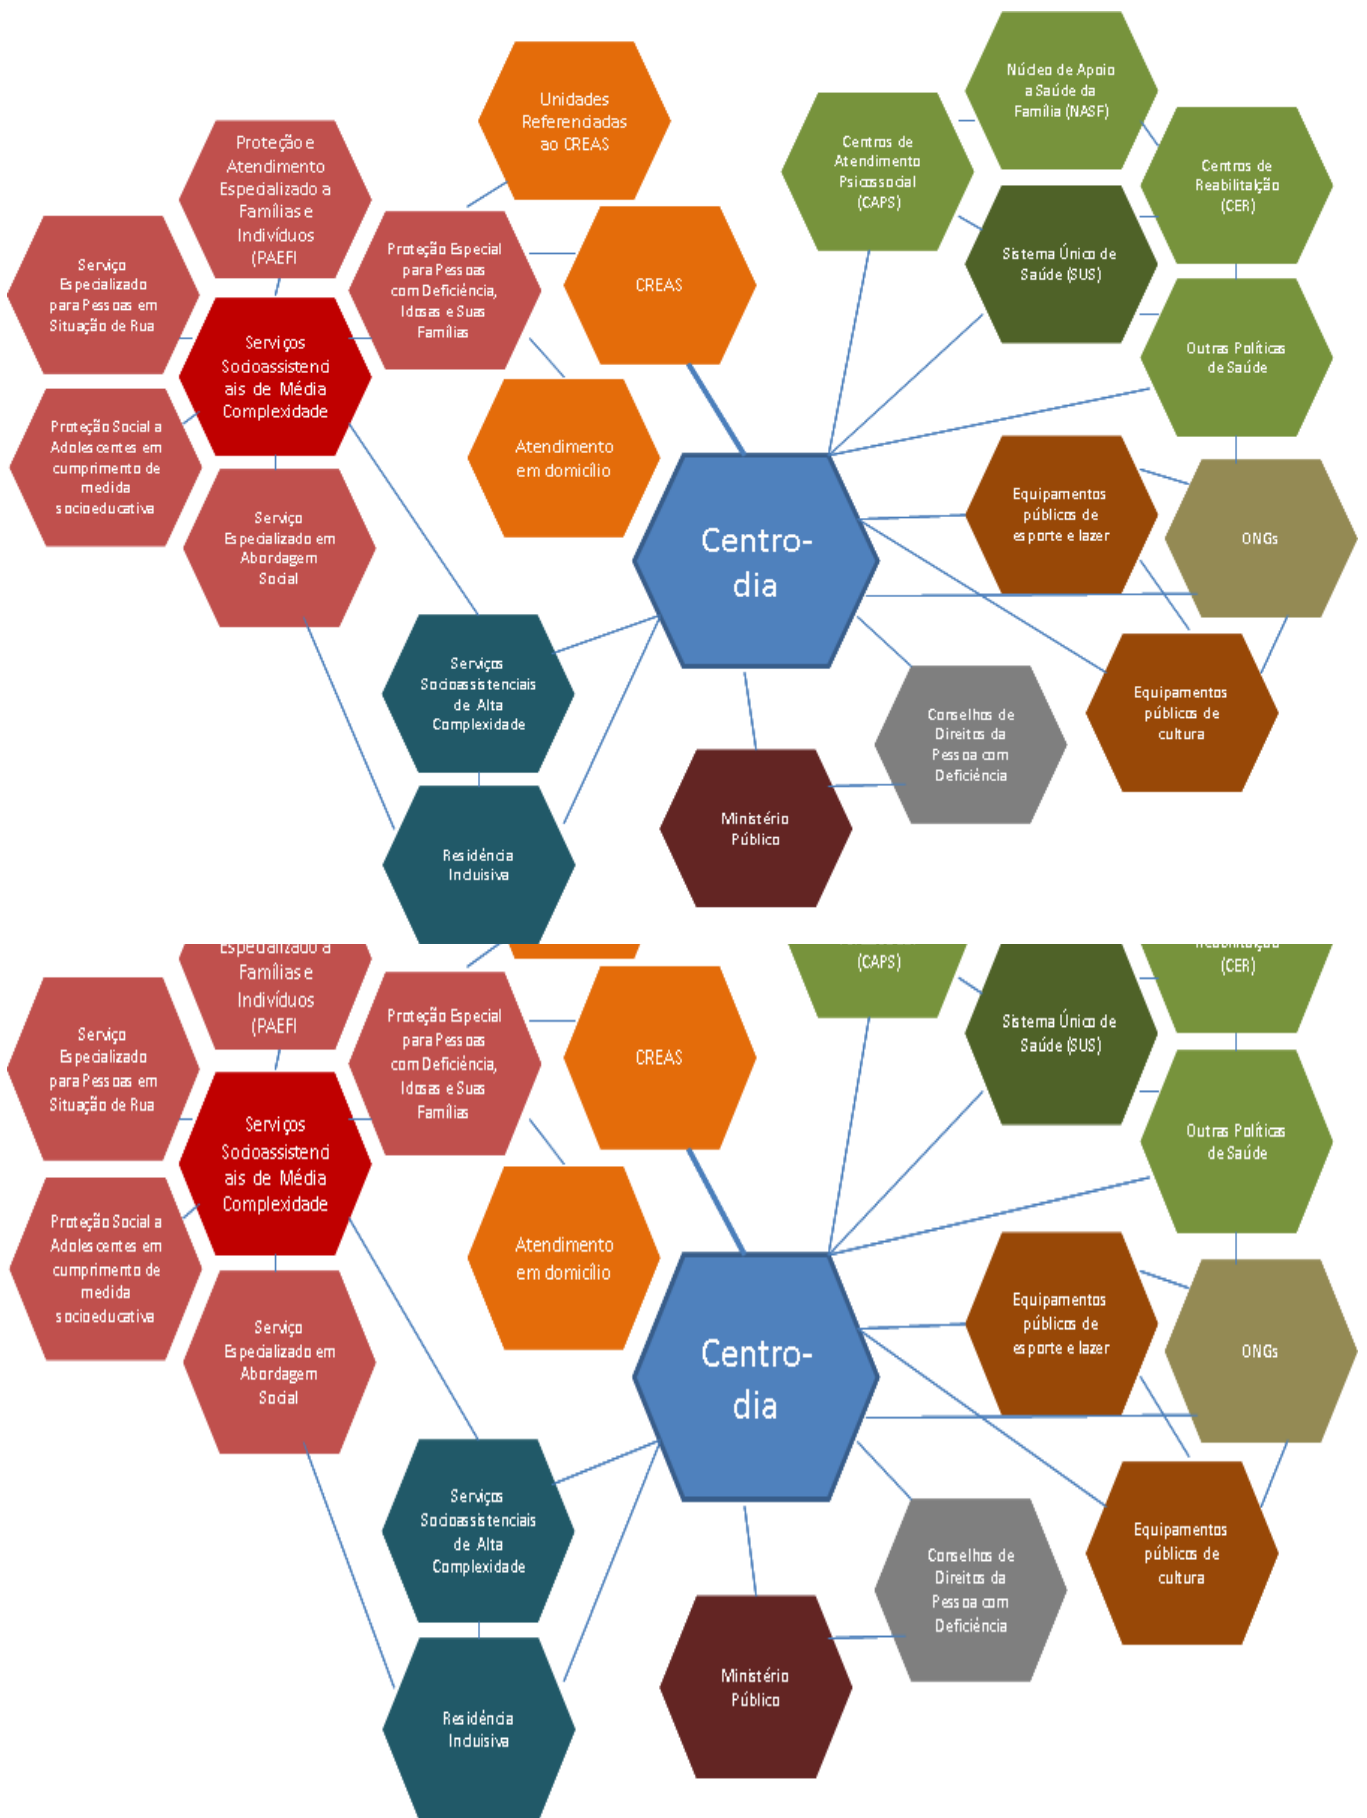 Núcleo de Apoio
a Saúde da
Família (NASF)
Unidades
Referenciadas
ao CREAS
Centros de
Atendimento
Psicossocial
(CAPS)
Centros de
Reabilitalção
(CER)
Proteção e
Atendimento
Especializado a
Famílias e
Indivíduos
(PAEFI
Proteção Especial
para Pessoas
com Deficiência,
Idosas e Suas
Famílias
CREAS
Sistema Único de
Saúde (SUS)
Serviço
Especializado
para Pessoas em
Situação de Rua
Serviços
Socioassistenci
ais de Média
Complexidade
Outras Políticas
de Saúde
Proteção Social a
Adolescentes em
cumprimento de
medida
socioeducativa
Atendimento
em domicílio
Serviço
Especializado em
Abordagem
Social
Centro-
dia
Equipamentos
públicos de
esporte e lazer
ONGs
Serviços
Socioassistenciais
de Alta
Complexidade
Conselhos de
Direitos da
Pessoa com
Deficiência
Equipamentos
públicos de
cultura
Ministério
Público
Residência
Incluisiva
Especializado a
Famílias e
Indivíduos
(PAEFI
(CAPS)
Reabilitalção
(CER)
Proteção Especial
para Pessoas
com Deficiência,
Idosas e Suas
Famílias
CREAS
Sistema Único de
Saúde (SUS)
Serviço
Especializado
para Pessoas em
Situação de Rua
Serviços
Socioassistenci
ais de Média
Complexidade
Outras Políticas
de Saúde
Proteção Social a
Adolescentes em
cumprimento de
medida
socioeducativa
Atendimento
em domicílio
Serviço
Especializado em
Abordagem
Social
Centro-
dia
Equipamentos
públicos de
esporte e lazer
ONGs
Serviços
Socioassistenciais
de Alta
Complexidade
Conselhos de
Direitos da
Pessoa com
Deficiência
Equipamentos
públicos de
cultura
Ministério
Público
Residência
Incluisiva